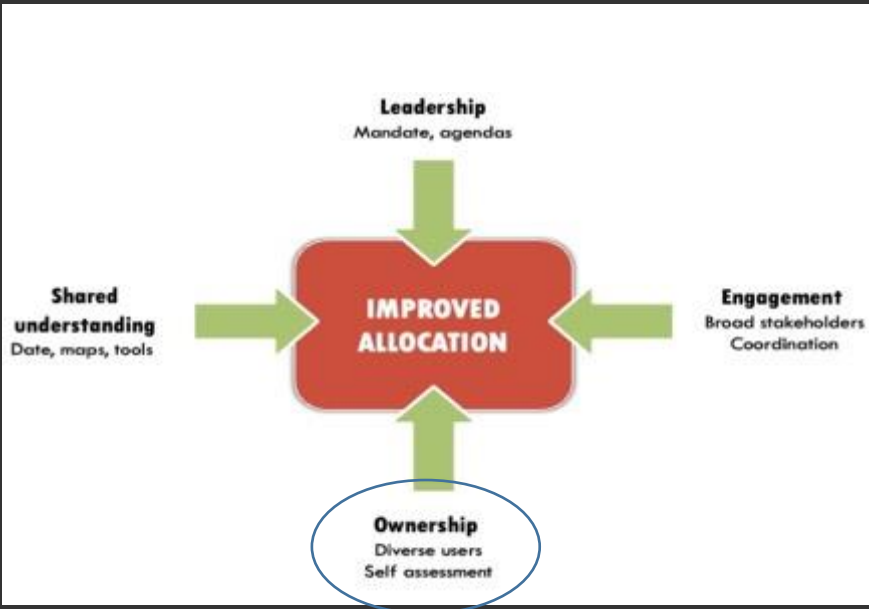 Leadership
Mandate, agendas
Shared
understanding
Date, maps, tools
IMPROVED
ALLOCATION
Engagement
Broad stakeholders
Coordination
Ownership
Diverse users
Self assessment